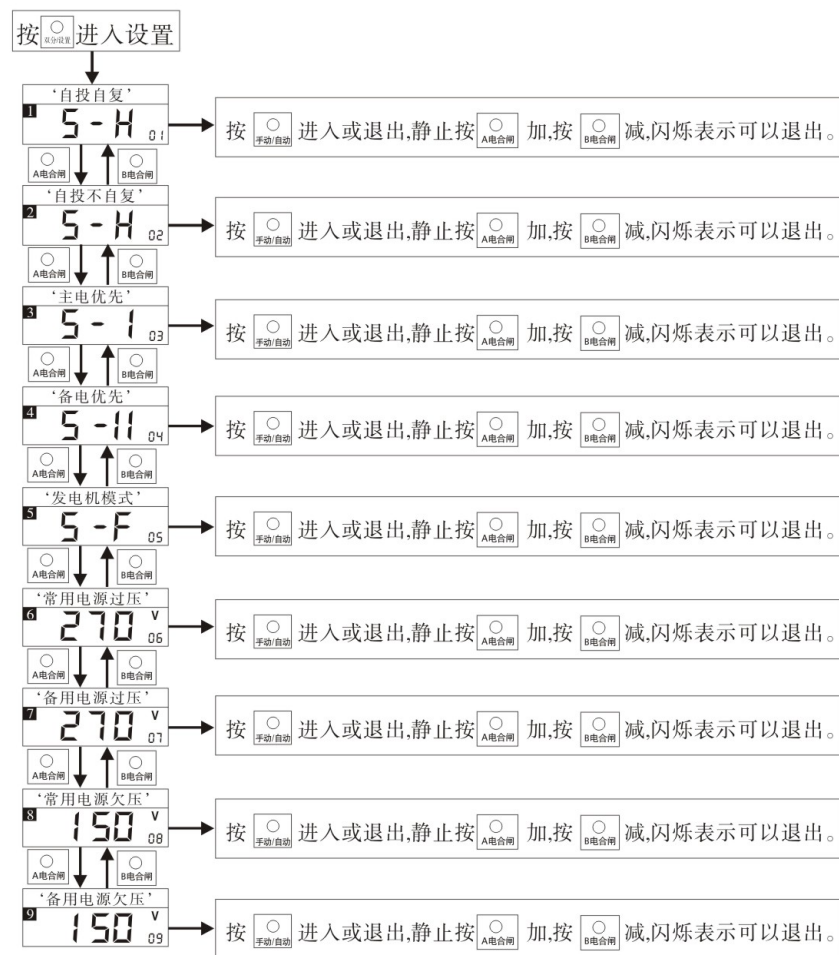 按 双分/设置 进入设置
‘自投自复’
1 S-H 01
按 手动/自动 进入或退出,静止按 A电合闸 加,按 B电合闸 减,闪烁表示可以退出。
A电合闸 B电合闸
‘自投不自复’
2 S-H 02
按 手动/自动 进入或退出,静止按 A电合闸 加,按 B电合闸 减,闪烁表示可以退出。
A电合闸 B电合闸
‘主电优先’
3 S-I 03
按 手动/自动 进入或退出,静止按 A电合闸 加,按 B电合闸 减,闪烁表示可以退出。
A电合闸 B电合闸
‘备电优先’
4 S-II 04
按 手动/自动 进入或退出,静止按 A电合闸 加,按 B电合闸 减,闪烁表示可以退出。
A电合闸 B电合闸
‘发电机模式’
5 S-F 05
按 手动/自动 进入或退出,静止按 A电合闸 加,按 B电合闸 减,闪烁表示可以退出。
A电合闸 B电合闸
‘常用电源过压’
6 270 V 06
按 手动/自动 进入或退出,静止按 A电合闸 加,按 B电合闸 减,闪烁表示可以退出。
A电合闸 B电合闸
‘备用电源过压’
7 270 V 07
按 手动/自动 进入或退出,静止按 A电合闸 加,按 B电合闸 减,闪烁表示可以退出。
A电合闸 B电合闸
‘常用电源欠压’
8 150 V 08
按 手动/自动 进入或退出,静止按 A电合闸 加,按 B电合闸 减,闪烁表示可以退出。
A电合闸 B电合闸
‘备用电源欠压’
9 150 V 09
按 手动/自动 进入或退出,静止按 A电合闸 加,按 B电合闸 减,闪烁表示可以退出。